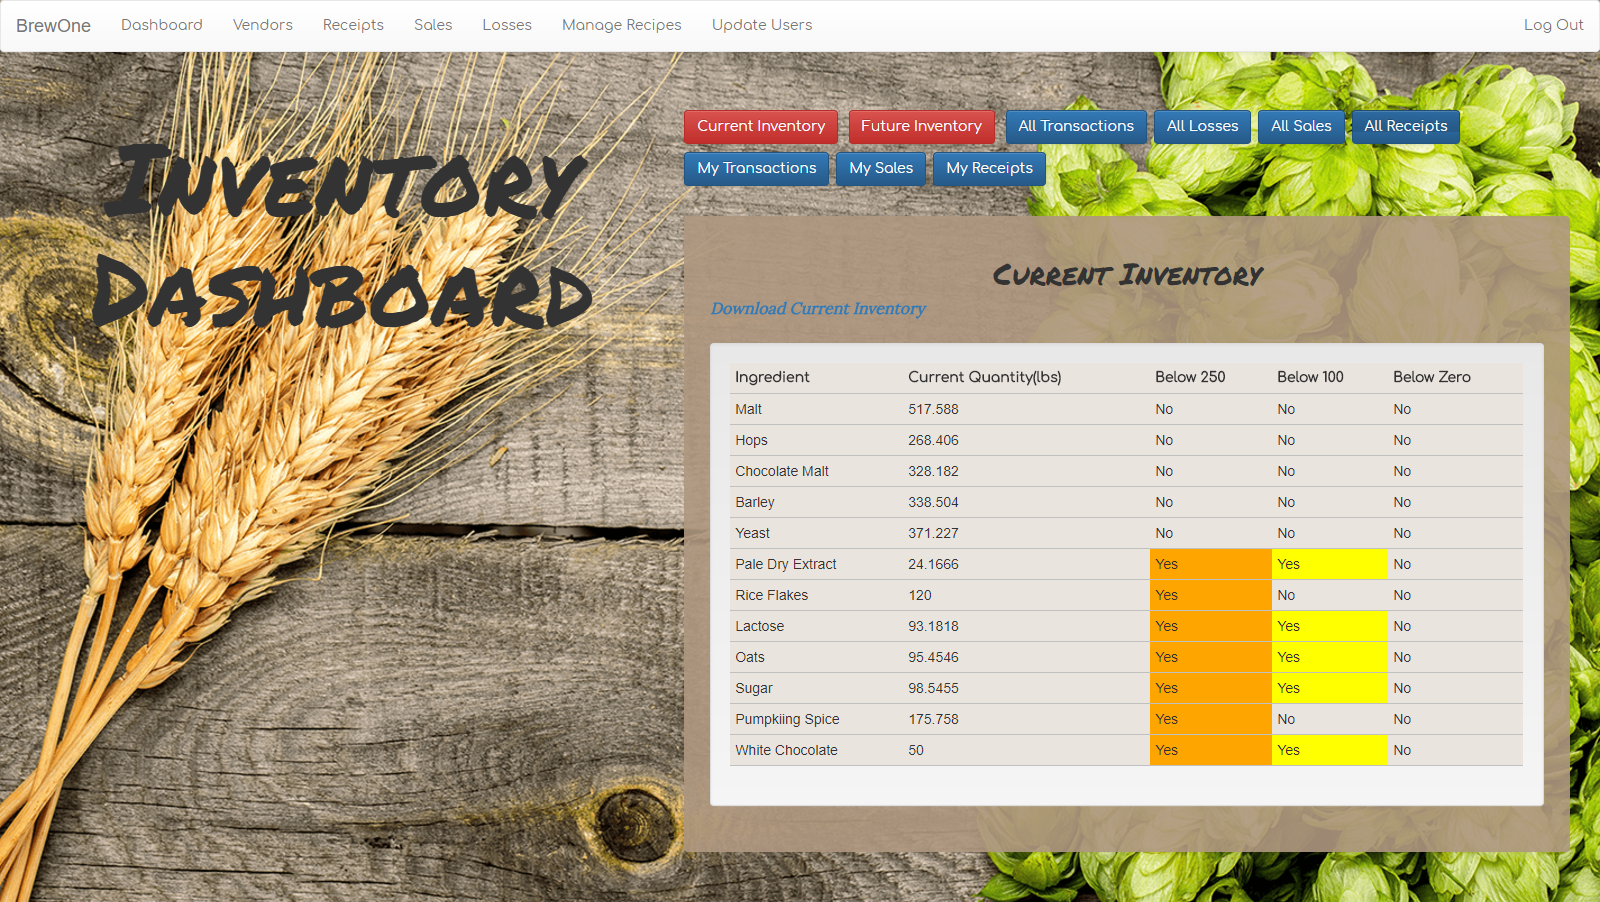 BrewOne Dashboard Vendors Receipts Sales Losses Manage Recipes Update Users Log Out
Inventory
Dashboard
Current Inventory Future Inventory All Transactions All Losses All Sales All Receipts
My Transactions My Sales My Receipts
Current Inventory
Download Current Inventory
Ingredient Current Quantity(lbs) Below 250 Below 100 Below Zero
Malt 517.588 No No No
Hops 268.406 No No No
Chocolate Malt 328.182 No No No
Barley 338.504 No No No
Yeast 371.227 No No No
Pale Dry Extract 24.1666 Yes Yes No
Rice Flakes 120 Yes No No
Lactose 93.1818 Yes Yes No
Oats 95.4546 Yes Yes No
Sugar 98.5455 Yes Yes No
Pumpkiing Spice 175.758 Yes No No
White Chocolate 50 Yes Yes No